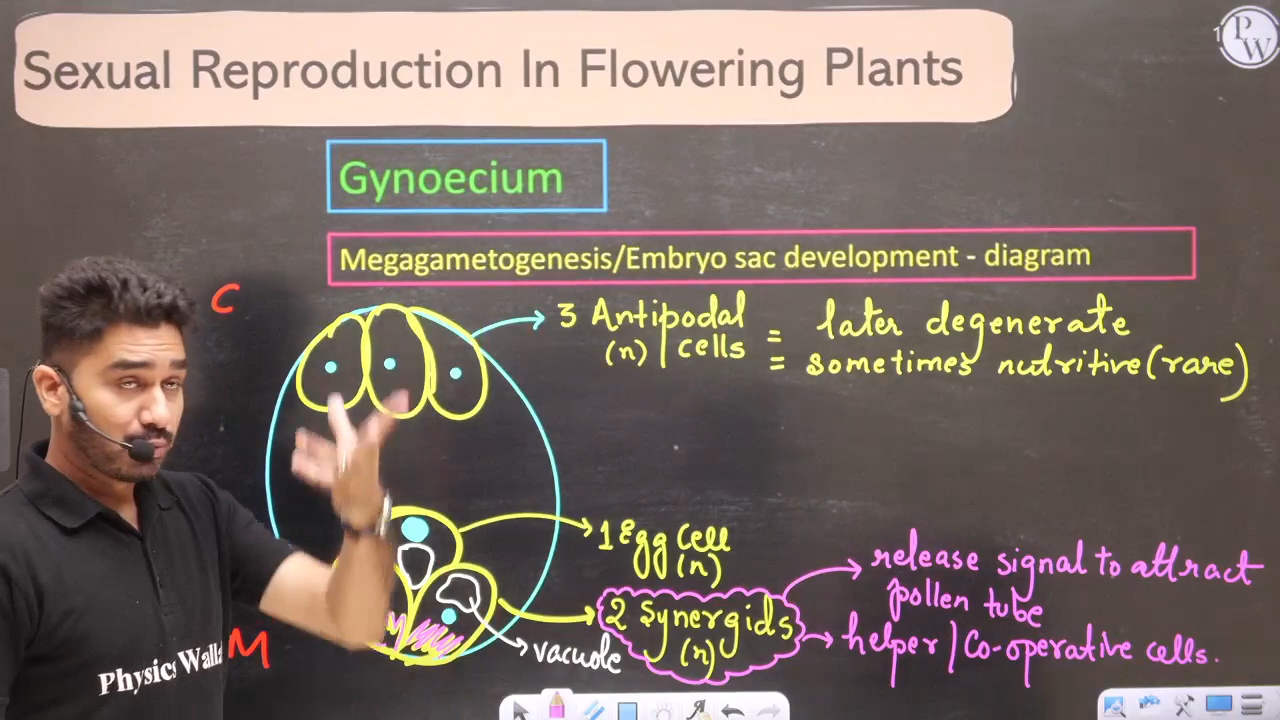 Sexual Reproduction In Flowering Plants
PW
Gynoecium
Megagametogenesis/Embryo sac development - diagram
C
3 Antipodal cells (n) = later degenerate
= sometimes nutritive (rare)
1 Egg Cell
(n)
release signal to attract
pollen tube
2 Synergids
(n)
helper / Co-operative cells.
vacuole
M
Physics Walla